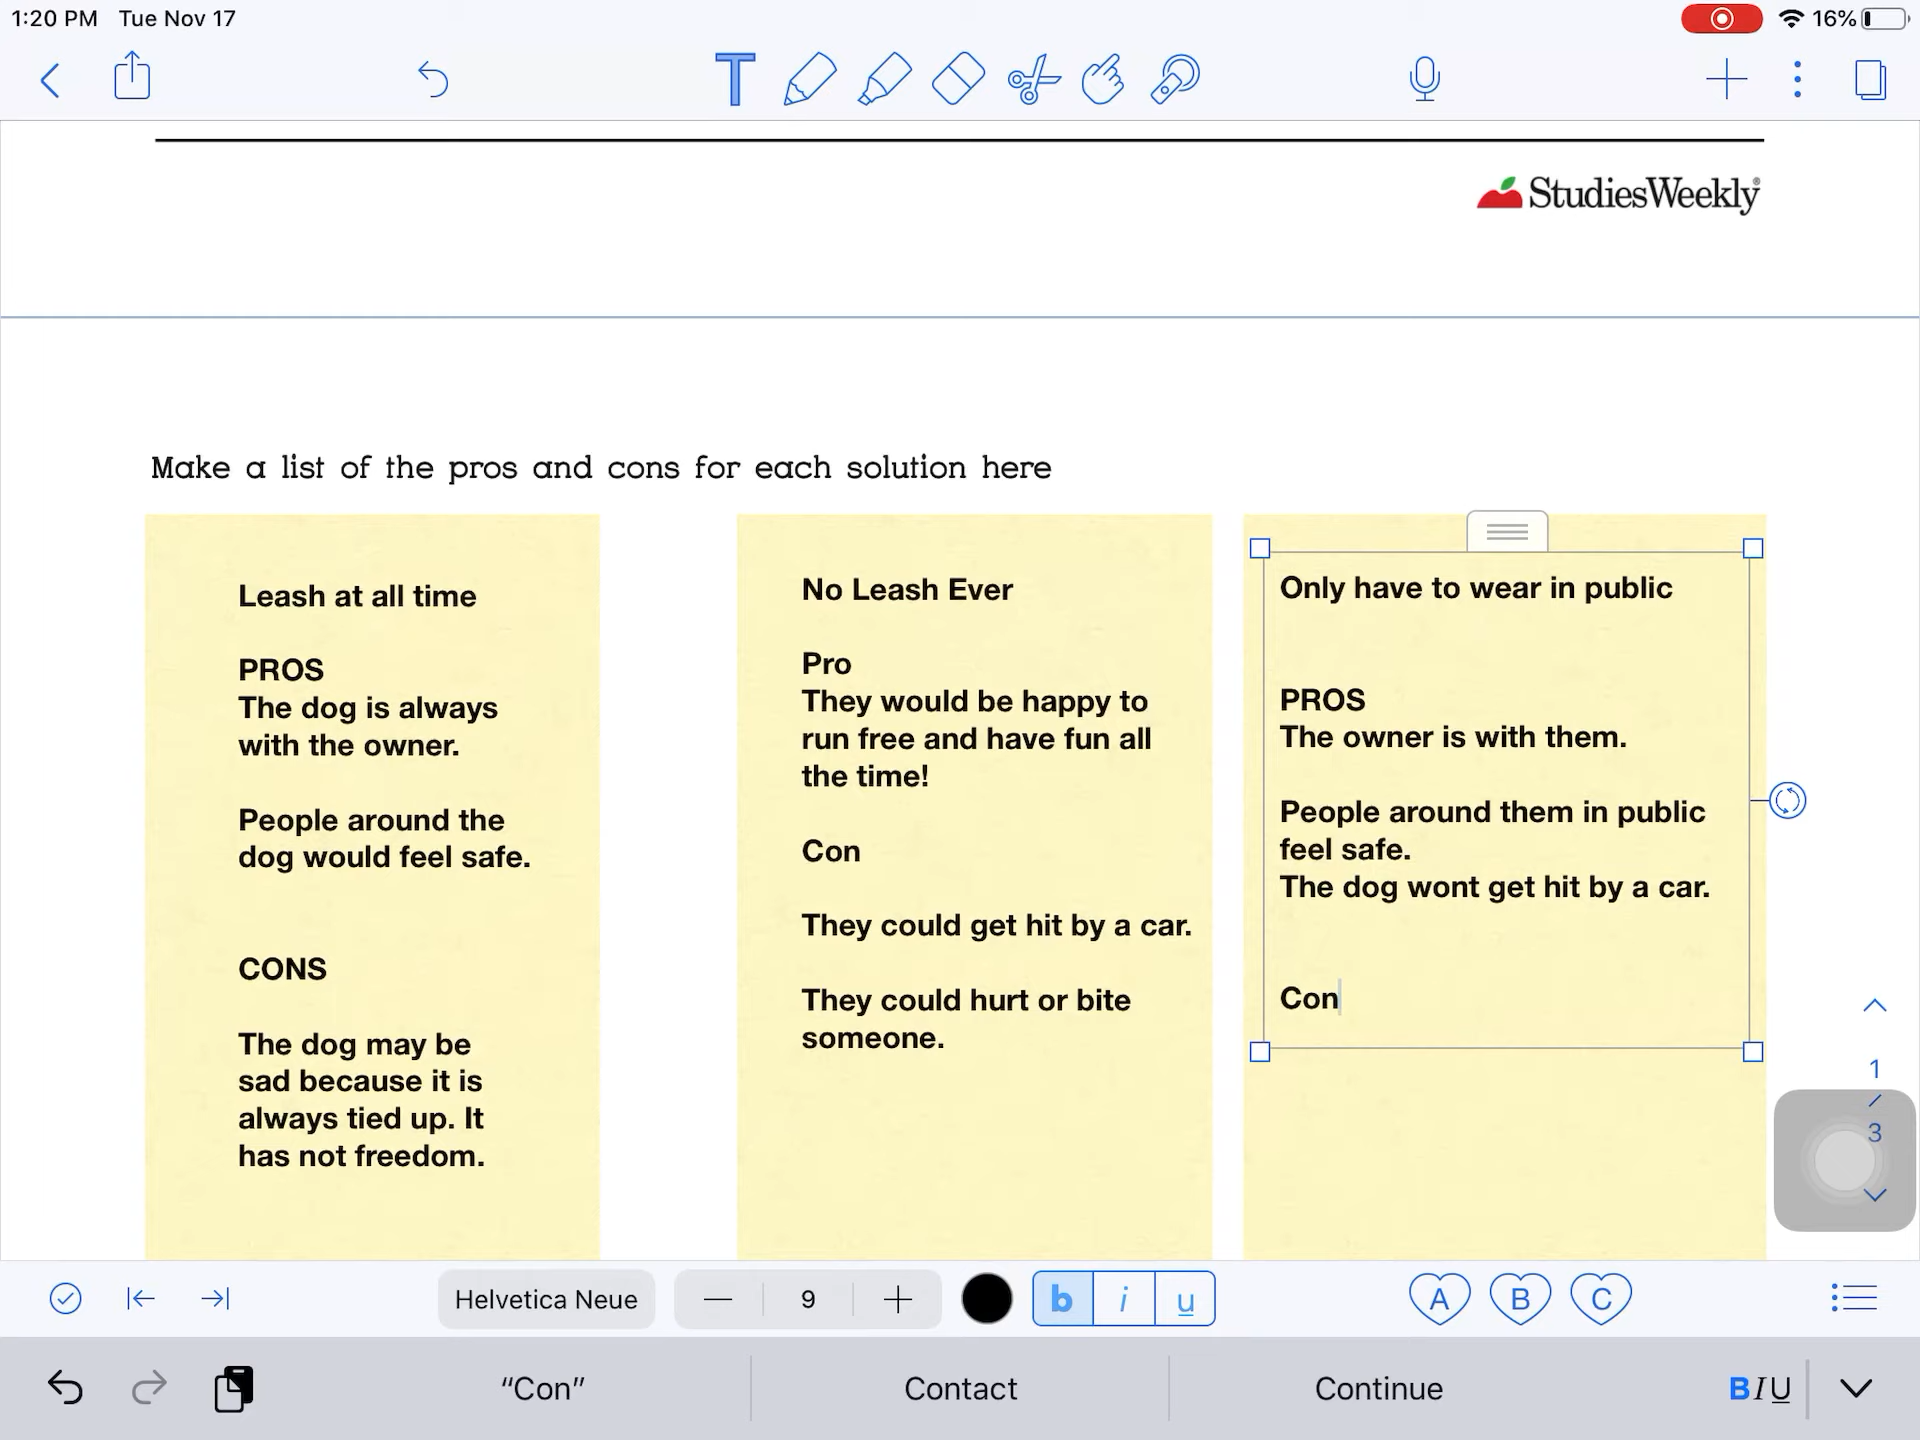 1:20 PM Tue Nov 17
16%
T
StudiesWeekly
Make a list of the pros and cons for each solution here
Leash at all time
PROS
The dog is always
with the owner.
People around the
dog would feel safe.
CONS
The dog may be
sad because it is
always tied up. It
has not freedom.
No Leash Ever
Pro
They would be happy to
run free and have fun all
the time!
Con
They could get hit by a car.
They could hurt or bite
someone.
Only have to wear in public
PROS
The owner is with them.
People around them in public
feel safe.
The dog wont get hit by a car.
Con
1
/
3
Helvetica Neue
9
b i u
A B C
“Con” Contact Continue
BIU